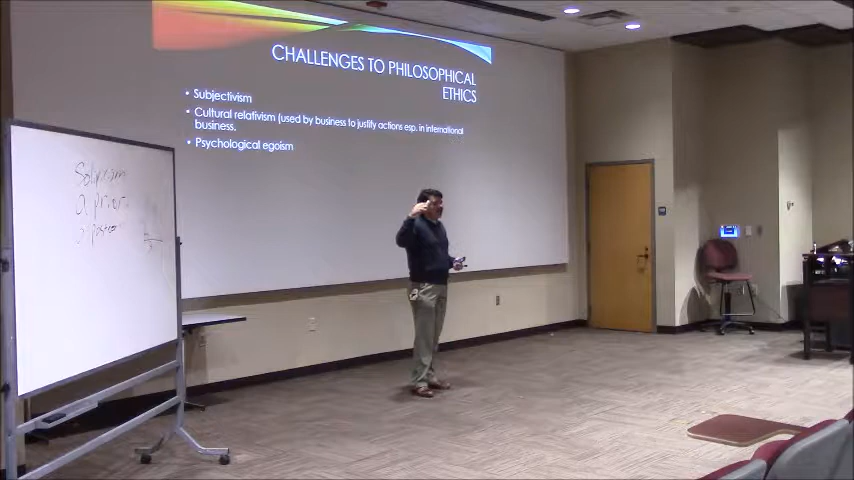 CHALLENGES TO PHILOSOPHICAL
ETHICS
• Subjectivism
• Cultural relativism (used by business to justify actions esp. in international
business.
• Psychological egoism
Solipsism
a priori